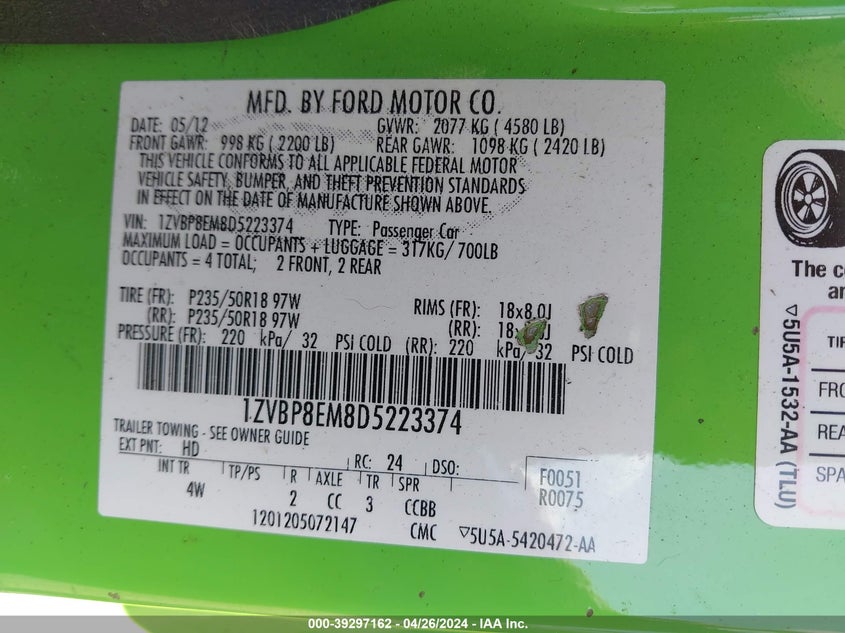 MFD. BY FORD MOTOR CO.
DATE: 05/12 GVWR: 2077 KG ( 4580 LB)
FRONT GAWR: 998 KG ( 2200 LB) REAR GAWR: 1098 KG ( 2420 LB)
THIS VEHICLE CONFORMS TO ALL APPLICABLE FEDERAL MOTOR
VEHICLE SAFETY, BUMPER, AND THEFT PREVENTION STANDARDS
IN EFFECT ON THE DATE OF MANUFACTURE SHOWN ABOVE.
VIN: 1ZVBP8EM8D5223374 TYPE: Passenger Car
MAXIMUM LOAD = OCCUPANTS + LUGGAGE = 317KG/ 700LB
OCCUPANTS = 4 TOTAL; 2 FRONT, 2 REAR
TIRE (FR): P235/50R18 97W RIMS (FR): 18x8.0J
(RR): P235/50R18 97W (RR): 18x
PRESSURE (FR): 220 kPa/ 32 PSI COLD (RR): 220 kPa/ 32 PSI COLD
1ZVBP8EM8D5223374
TRAILER TOWING - SEE OWNER GUIDE
EXT PNT: HD RC: 24 DSO: F0051
INT TR TP/PS R AXLE TR SPR R0075
4W 2 CC 3 CCBB
1201205072147 CMC ▽5U5A-5420472-AA
The co
an
TIR
FRO
REA
SPA
▽5U5A-1532-AA (TLU)
000-39297162 - 04/26/2024 - IAA Inc.